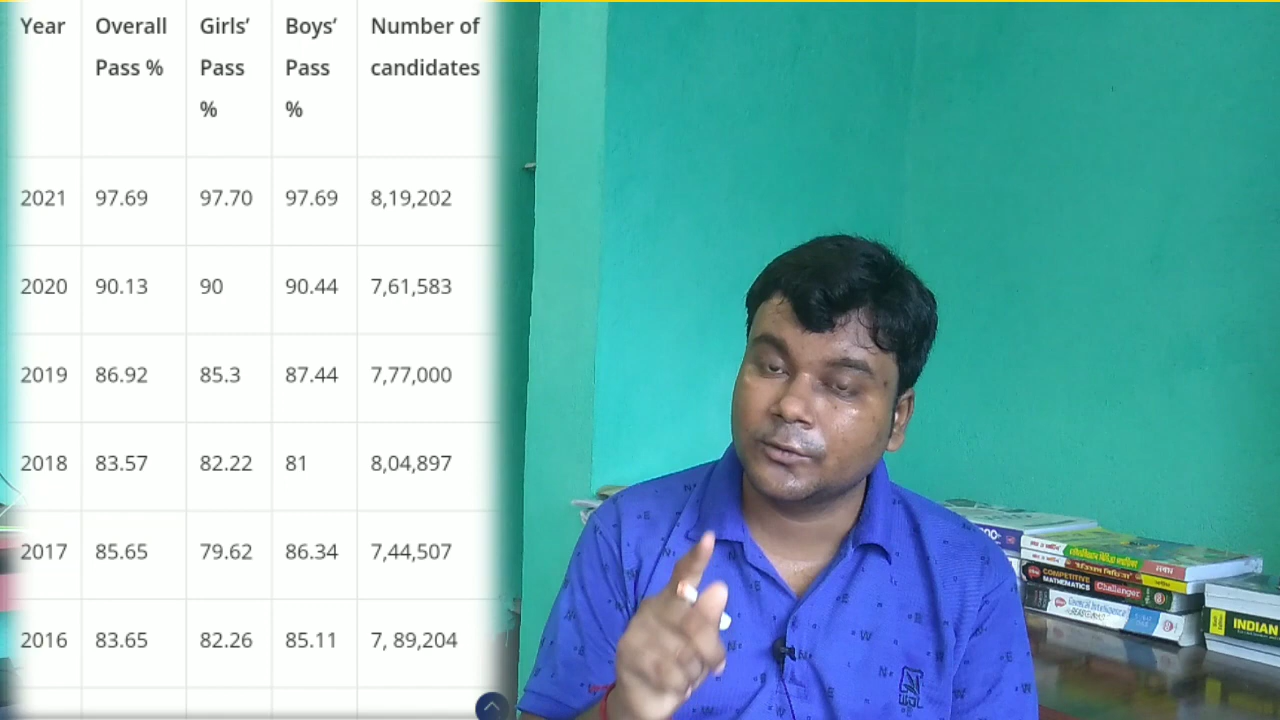 Year Overall Girls’ Boys’ Number of
Pass % Pass Pass candidates
% %
2021 97.69 97.70 97.69 8,19,202
2020 90.13 90 90.44 7,61,583
2019 86.92 85.3 87.44 7,77,000
2018 83.57 82.22 81 8,04,897
2017 85.65 79.62 86.34 7,44,507
2016 83.65 82.26 85.11 7, 89,204
COMPETITIVE
MATHEMATICS
Challenger
INDIAN